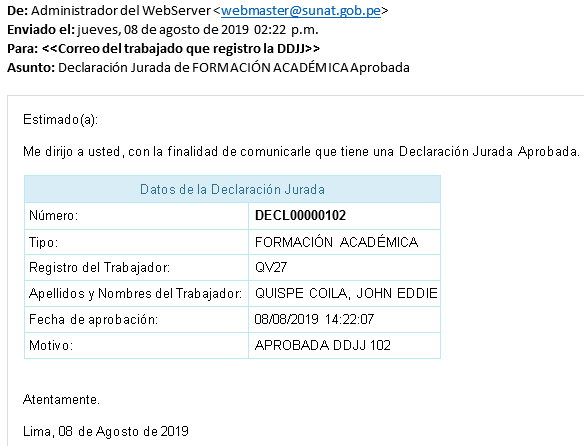 De: Administrador del WebServer <webmaster@sunat.gob.pe>
Enviado el: jueves, 08 de agosto de 2019 02:22 p.m.
Para: <<Correo del trabajado que registro la DDJJ>>
Asunto: Declaración Jurada de FORMACIÓN ACADÉMICA Aprobada
Estimado(a):
Me dirijo a usted, con la finalidad de comunicarle que tiene una Declaración Jurada Aprobada.
Datos de la Declaración Jurada
Número: DECL00000102
Tipo: FORMACIÓN ACADÉMICA
Registro del Trabajador: QV27
Apellidos y Nombres del Trabajador: QUISPE COILA, JOHN EDDIE
Fecha de aprobación: 08/08/2019 14:22:07
Motivo: APROBADA DDJJ 102
Atentamente.
Lima, 08 de Agosto de 2019